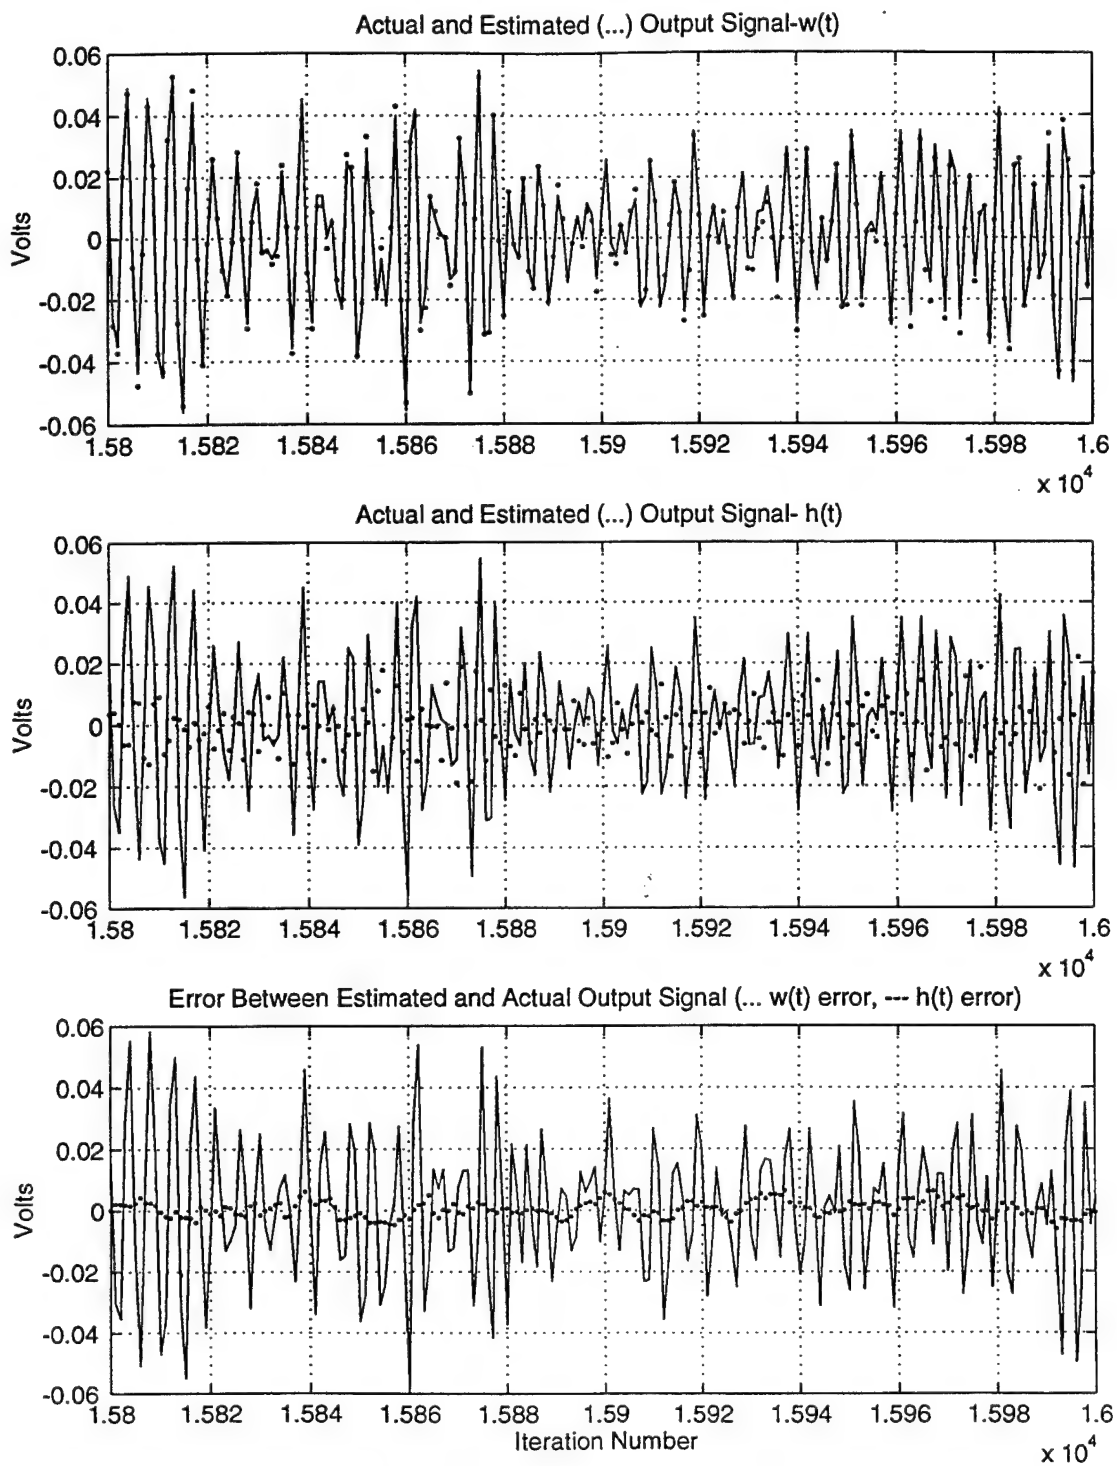 Actual and Estimated (...) Output Signal-w(t)
0.06
0.04
0.02
0
-0.02
-0.04
-0.06
Volts
1.58 1.582 1.584 1.586 1.588 1.59 1.592 1.594 1.596 1.598 1.6
x 10^4
Actual and Estimated (...) Output Signal- h(t)
0.06
0.04
0.02
0
-0.02
-0.04
-0.06
Volts
1.58 1.582 1.584 1.586 1.588 1.59 1.592 1.594 1.596 1.598 1.6
x 10^4
Error Between Estimated and Actual Output Signal (... w(t) error, --- h(t) error)
0.06
0.04
0.02
0
-0.02
-0.04
-0.06
Volts
1.58 1.582 1.584 1.586 1.588 1.59 1.592 1.594 1.596 1.598 1.6
Iteration Number
x 10^4